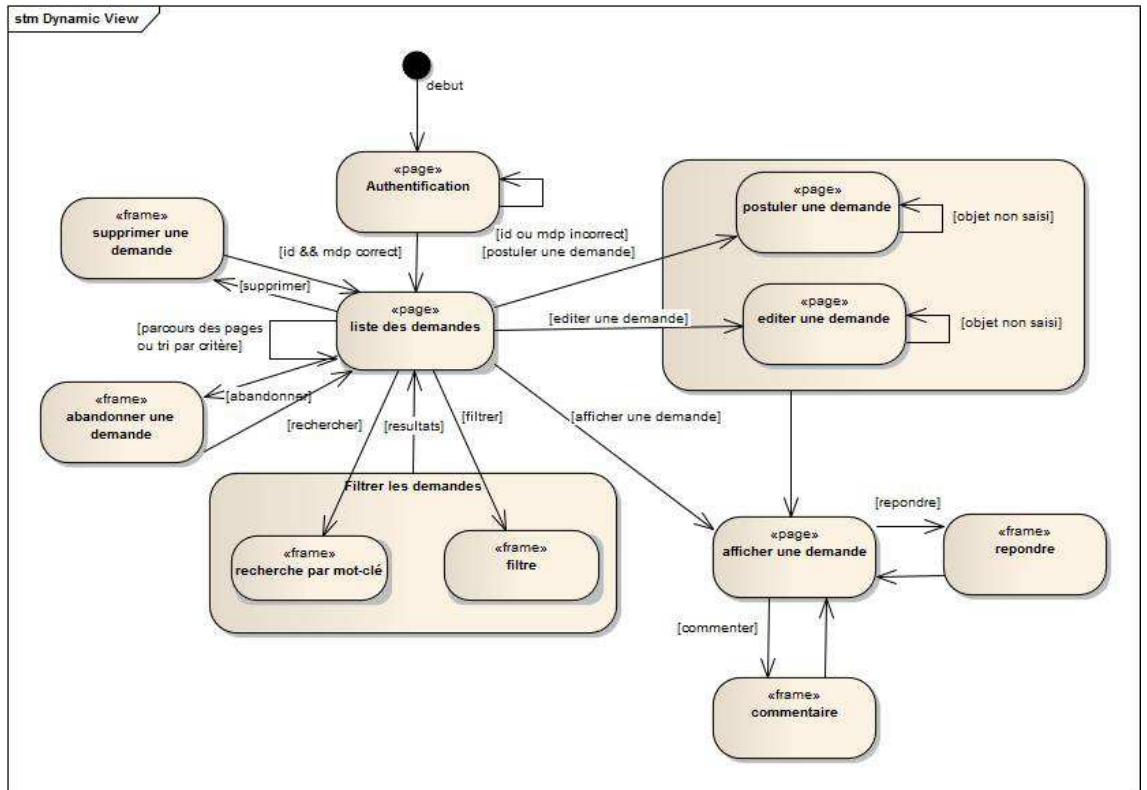 stm Dynamic View
debut
«page»
Authentification
[id ou mdp incorrect]
[id && mdp correct]
«frame»
supprimer une
demande
[supprimer]
«page»
liste des demandes
[parcours des pages
ou tri par critère]
[postuler une demande]
«page»
postuler une demande
[objet non saisi]
[editer une demande]
«page»
editer une demande
[objet non saisi]
«frame»
abandonner une
demande
[abandonner]
[rechercher]
[resultats]
[filtrer]
[afficher une demande]
Filtrer les demandes
«frame»
recherche par mot-clé
«frame»
filtre
«page»
afficher une demande
[repondre]
«frame»
repondre
[commenter]
«frame»
commentaire